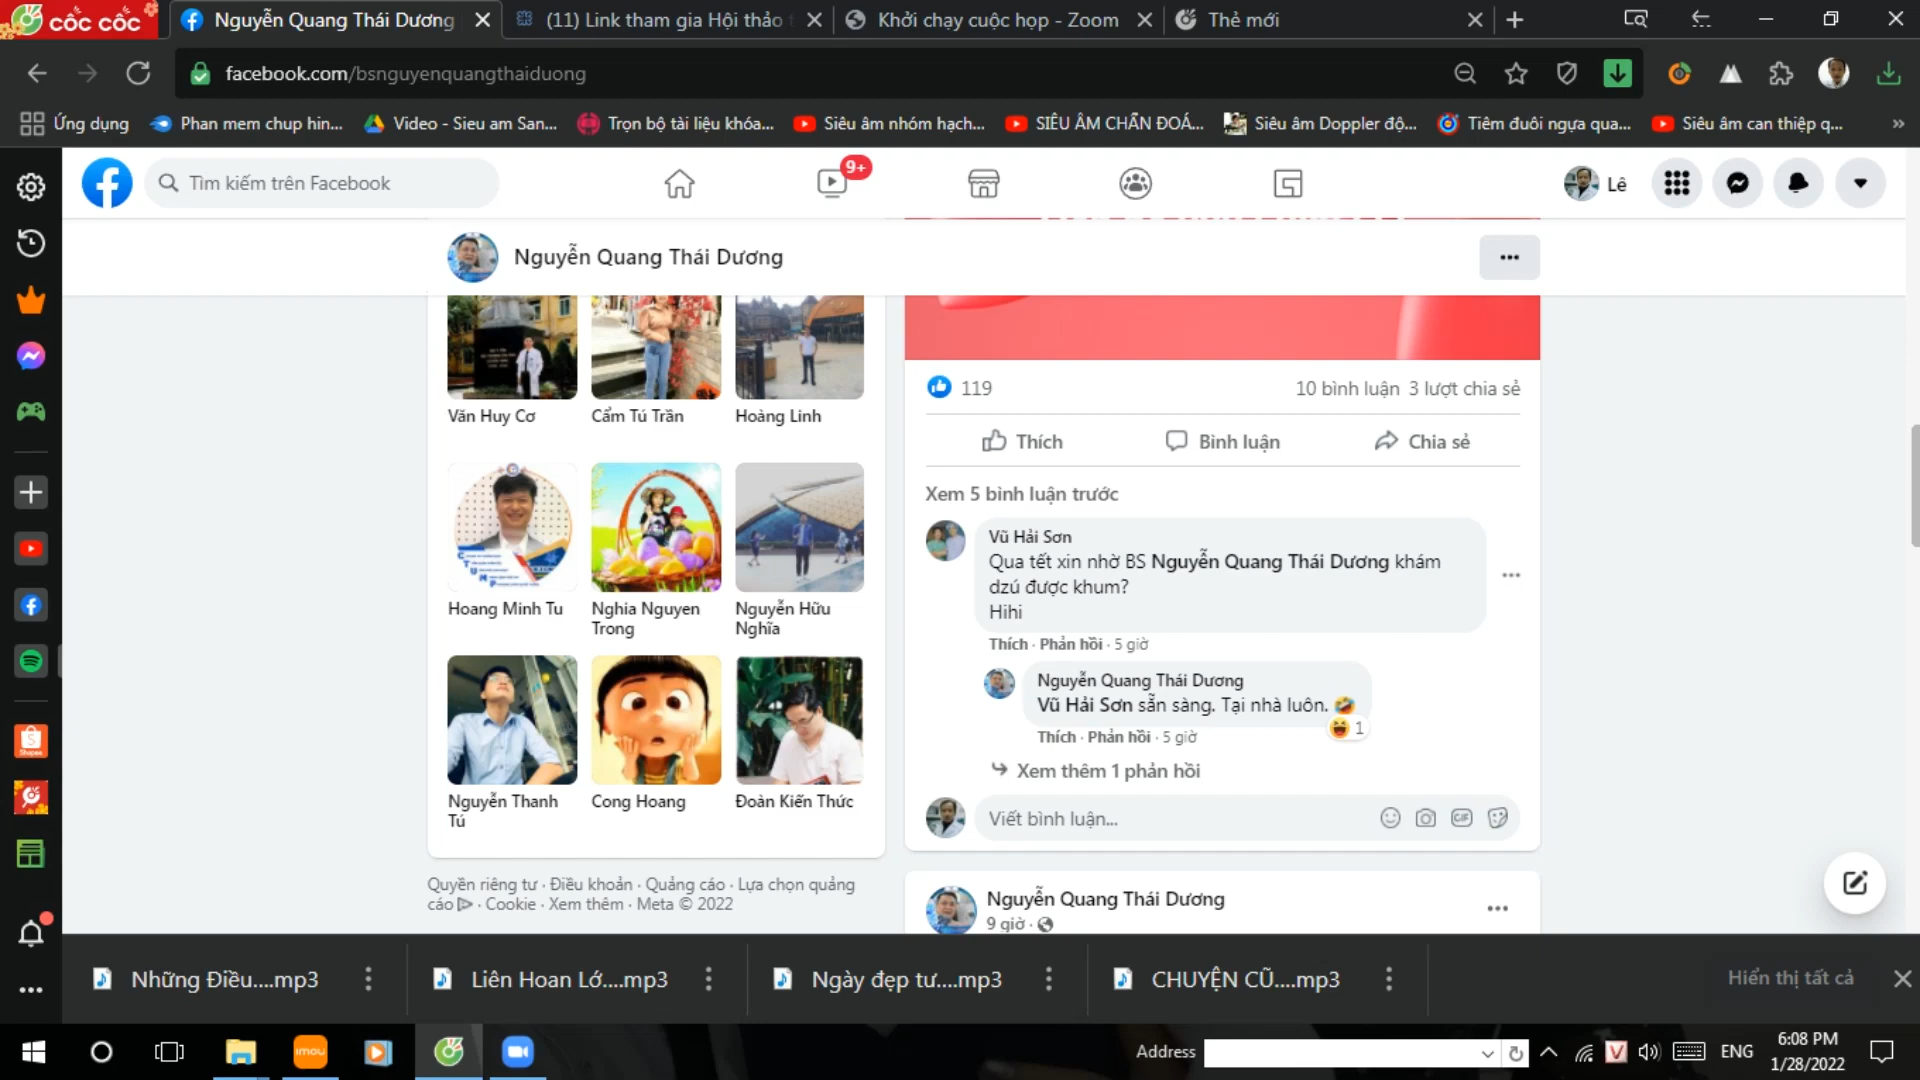 cốc cốc
Nguyễn Quang Thái Dương
(11) Link tham gia Hội thảo
Khởi chạy cuộc họp - Zoom
Thẻ mới
facebook.com/bsnguyenquangthaiduong
Ứng dụng
Phan mem chup hin...
Video - Sieu am San...
Trọn bộ tài liệu khóa...
Siêu âm nhóm hạch...
SIÊU ÂM CHẨN ĐOÁ...
Siêu âm Doppler độ...
Tiêm đuôi ngựa qua...
Siêu âm can thiệp q...
Tìm kiếm trên Facebook
9+
Lê
Nguyễn Quang Thái Dương
Văn Huy Cơ
Cẩm Tú Trần
Hoàng Linh
Hoang Minh Tu
Nghia Nguyen Trong
Nguyễn Hữu Nghĩa
Nguyễn Thanh Tú
Cong Hoang
Đoàn Kiến Thức
Quyền riêng tư · Điều khoản · Quảng cáo · Lựa chọn quảng
cáo · Cookie · Xem thêm · Meta © 2022
119
10 bình luận 3 lượt chia sẻ
Thích
Bình luận
Chia sẻ
Xem 5 bình luận trước
Vũ Hải Sơn
Qua tết xin nhờ BS Nguyễn Quang Thái Dương khám
dzú được khum?
Hihi
Thích · Phản hồi · 5 giờ
Nguyễn Quang Thái Dương
Vũ Hải Sơn sẵn sàng. Tại nhà luôn. 🤣
1
Thích · Phản hồi · 5 giờ
Xem thêm 1 phản hồi
Viết bình luận...
GIF
Nguyễn Quang Thái Dương
9 giờ ·
Shopee
Những Điều....mp3
Liên Hoan Lớ....mp3
Ngày đẹp tư....mp3
CHUYỆN CŨ....mp3
Hiển thị tất cả
imou
Address
V
ENG
6:08 PM
1/28/2022